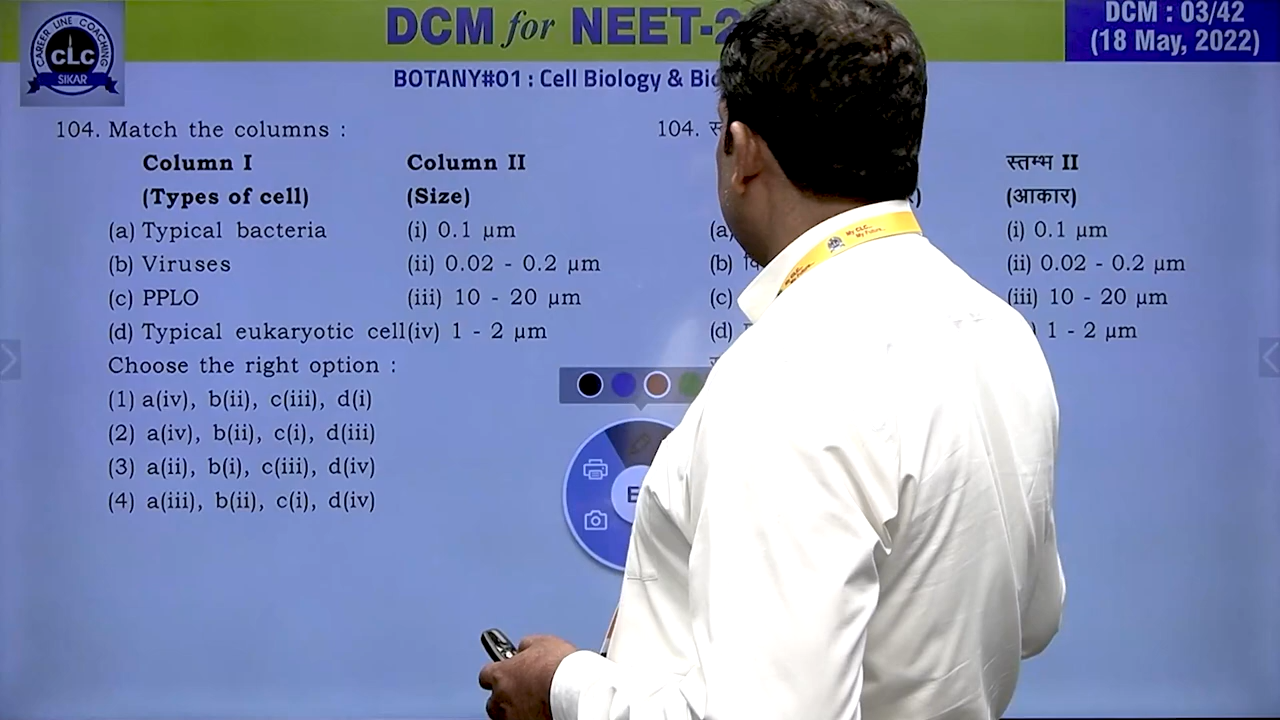 CAREER LINE COACHING
CLC
SIKAR
DCM for NEET-2
DCM : 03/42
(18 May, 2022)
BOTANY#01 : Cell Biology &
104. Match the columns :
Column I Column II
(Types of cell) (Size)
(a) Typical bacteria (i) 0.1 µm
(b) Viruses (ii) 0.02 - 0.2 µm
(c) PPLO (iii) 10 - 20 µm
(d) Typical eukaryotic cell(iv) 1 - 2 µm
Choose the right option :
(1) a(iv), b(ii), c(iii), d(i)
(2) a(iv), b(ii), c(i), d(iii)
(3) a(ii), b(i), c(iii), d(iv)
(4) a(iii), b(ii), c(i), d(iv)
104.
स्तम्भ II
(आकार)
(a) (i) 0.1 µm
(b) (ii) 0.02 - 0.2 µm
(c) (iii) 10 - 20 µm
(d) 1 - 2 µm
E
My CLC...
My Future...